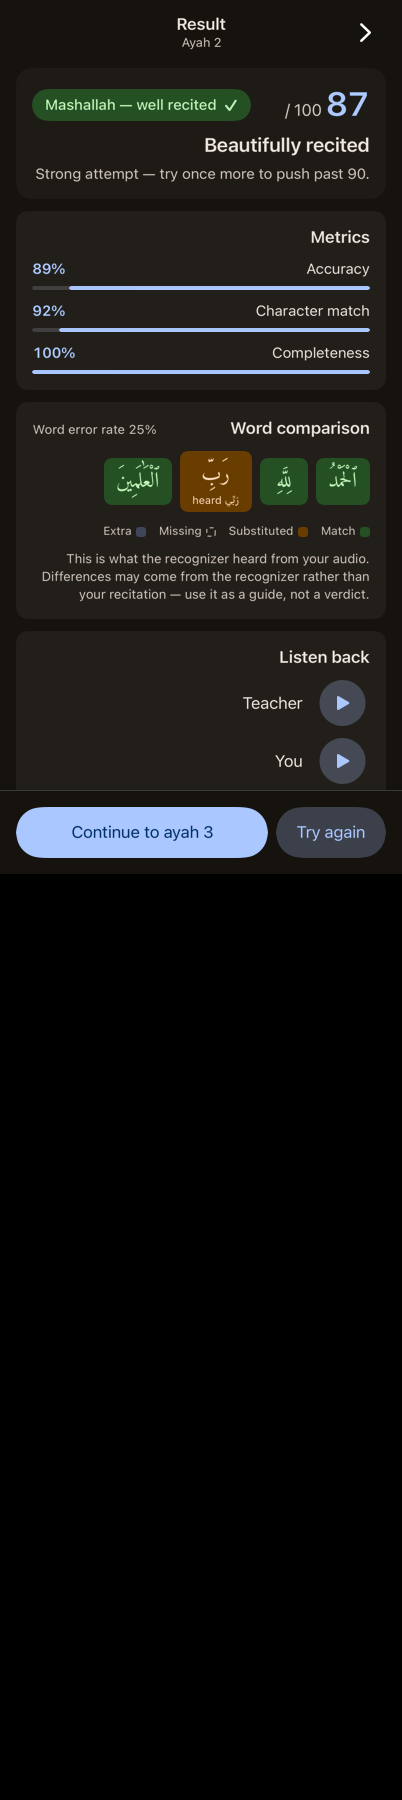 Result
Ayah 2
87 / 100
Mashallah — well recited ✓
Beautifully recited
Strong attempt — try once more to push past 90.
Metrics
Accuracy 89%
Character match 92%
Completeness 100%
Word comparison
Word error rate 25%
ٱلْحَمْدُ لِلَّهِ رَبِّ ٱلْعَٰلَمِينَ
heard رَبِّي
Match Substituted Missing Extra
This is what the recognizer heard from your audio.
Differences may come from the recognizer rather than
your recitation — use it as a guide, not a verdict.
Listen back
Teacher
You
Try again
Continue to ayah 3